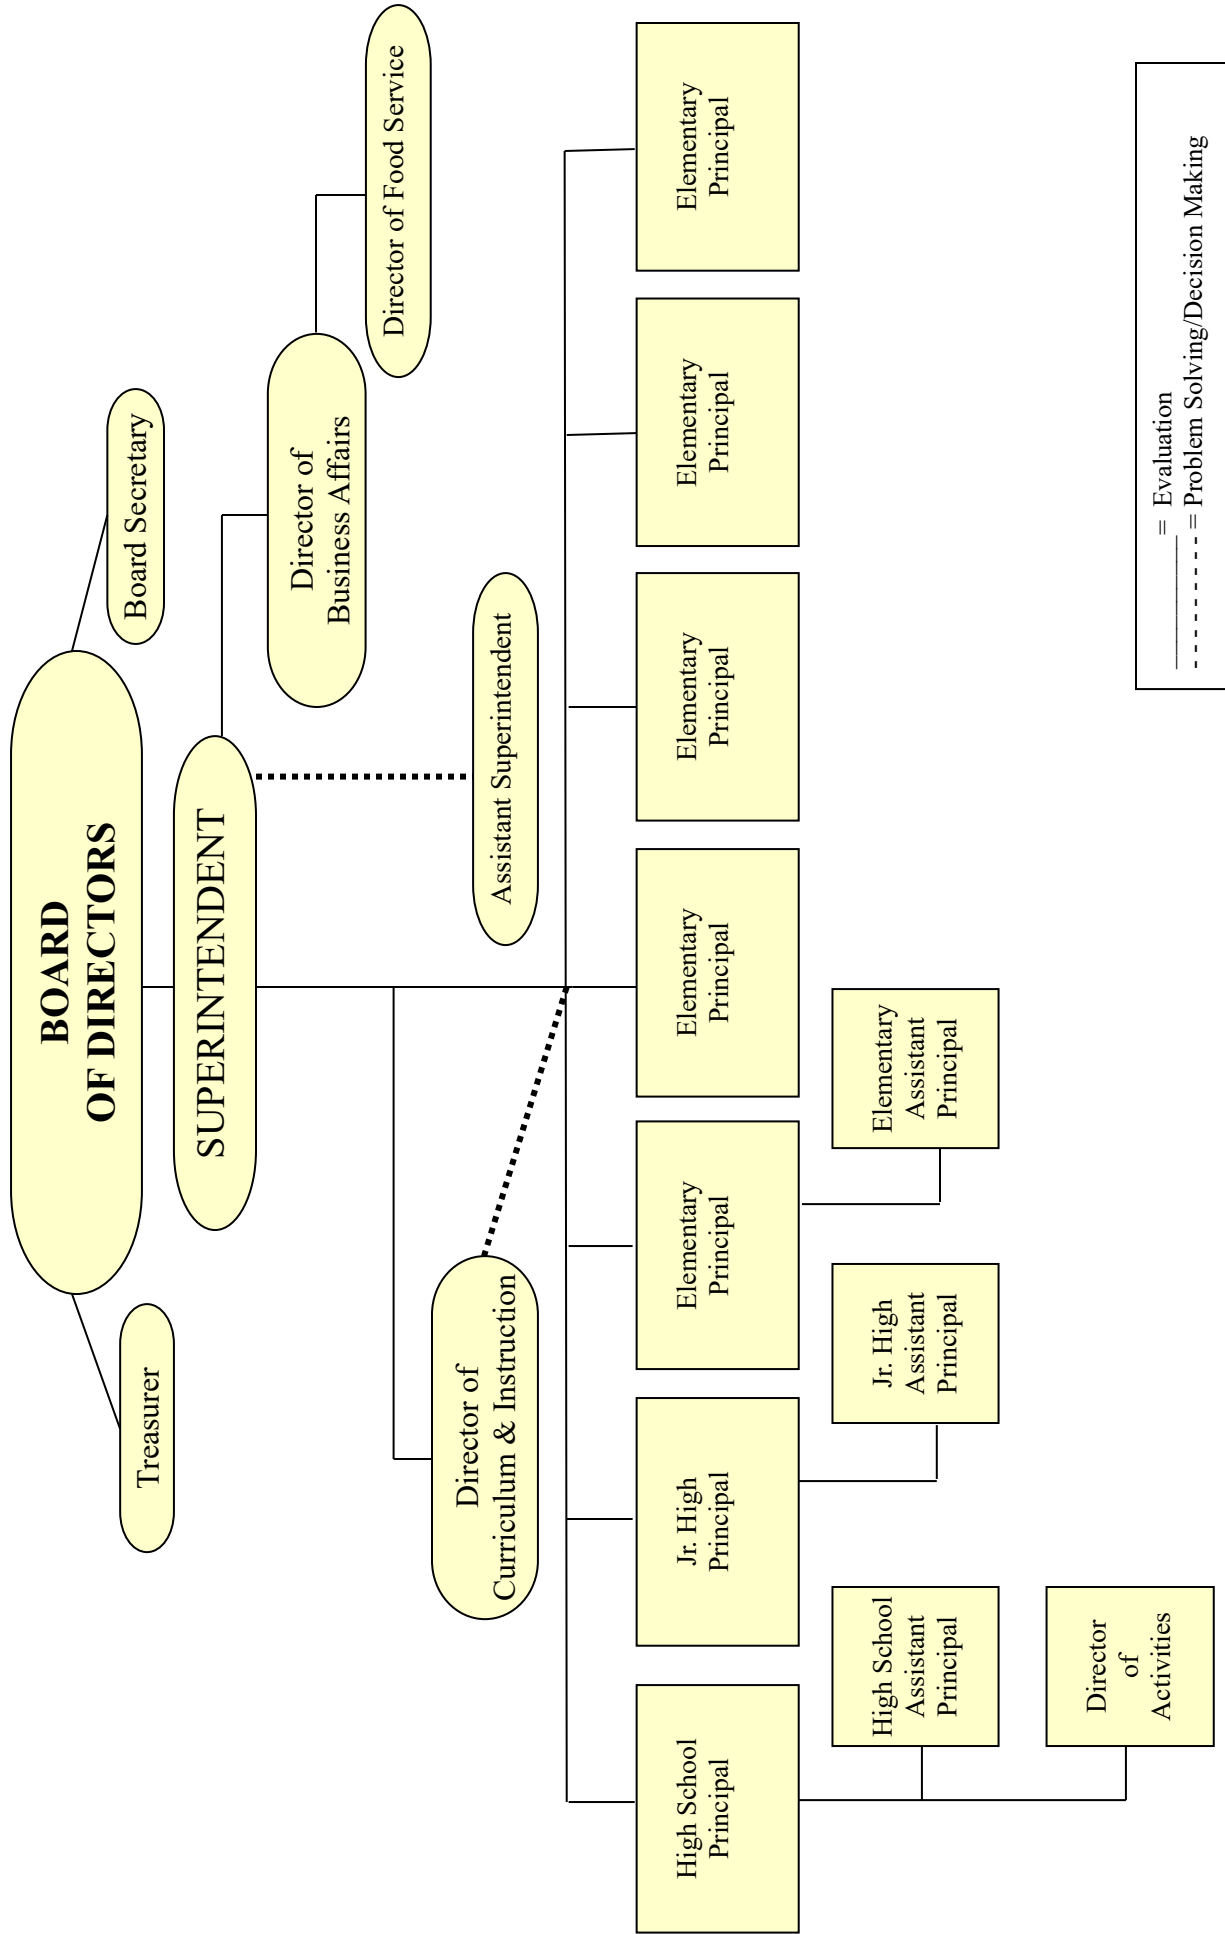 BOARD
OF DIRECTORS
Treasurer
Board Secretary
SUPERINTENDENT
Director of
Business Affairs
Director of Food Service
Director of
Curriculum & Instruction
Assistant Superintendent
High School
Principal
Jr. High
Principal
Elementary
Principal
Elementary
Principal
Elementary
Principal
Elementary
Principal
Elementary
Principal
High School
Assistant
Principal
Jr. High
Assistant
Principal
Elementary
Assistant
Principal
Director
of
Activities
________ = Evaluation
- - - - - - - - = Problem Solving/Decision Making